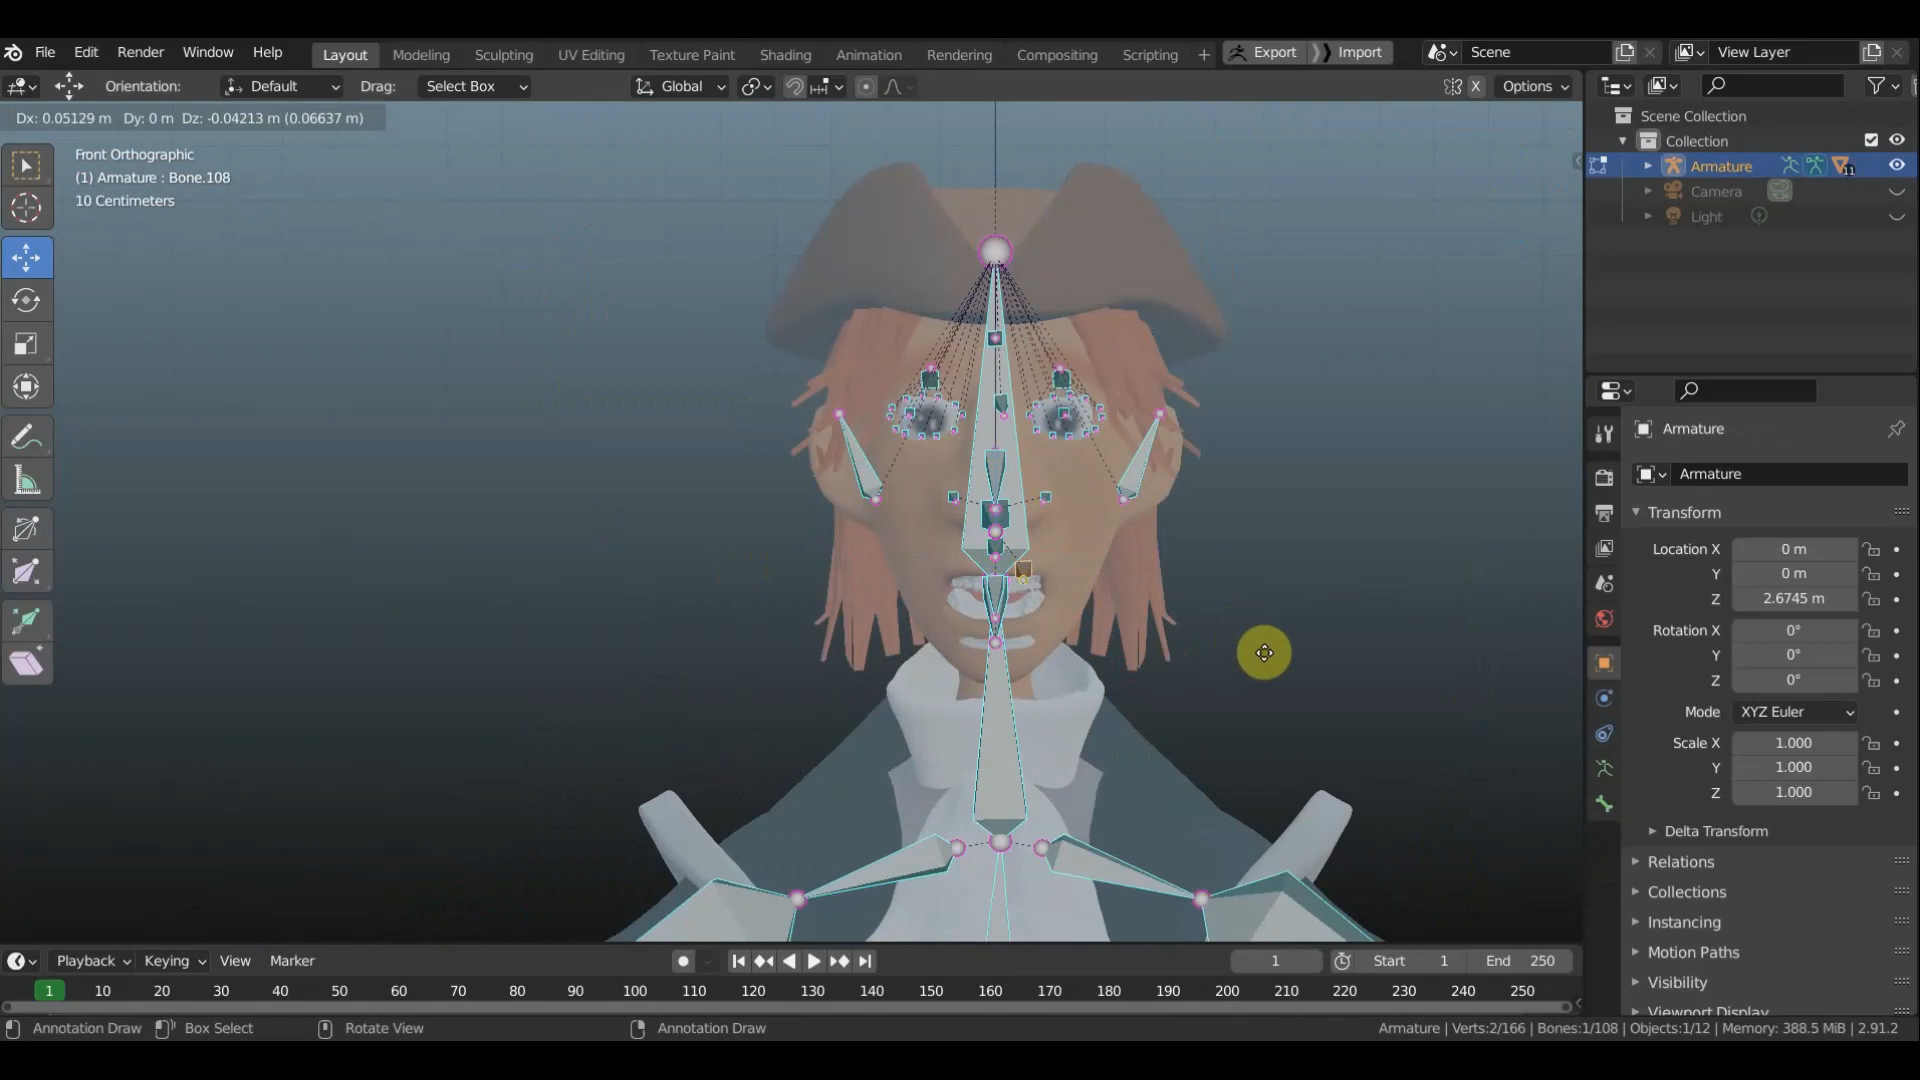 File Edit Render Window Help Layout Modeling Sculpting UV Editing Texture Paint Shading Animation Rendering Compositing Scripting + Export Import Scene View Layer
Orientation: Default Drag: Select Box Global X Options
Dx: 0.05129 m Dy: 0 m Dz: -0.04213 m (0.06637 m)
Front Orthographic
(1) Armature : Bone.108
10 Centimeters
Scene Collection
Collection
Armature 11
Camera
Light
Armature
Armature
Transform
Location X 0 m
Y 0 m
Z 2.6745 m
Rotation X 0°
Y 0°
Z 0°
Mode XYZ Euler
Scale X 1.000
Y 1.000
Z 1.000
Delta Transform
Relations
Collections
Instancing
Motion Paths
Visibility
Viewport Display
Playback Keying View Marker 1 Start 1 End 250
1 10 20 30 40 50 60 70 80 90 100 110 120 130 140 150 160 170 180 190 200 210 220 230 240 250
Annotation Draw Box Select Rotate View Annotation Draw Armature | Verts:2/166 | Bones:1/108 | Objects:1/12 | Memory: 388.5 MiB | 2.91.2